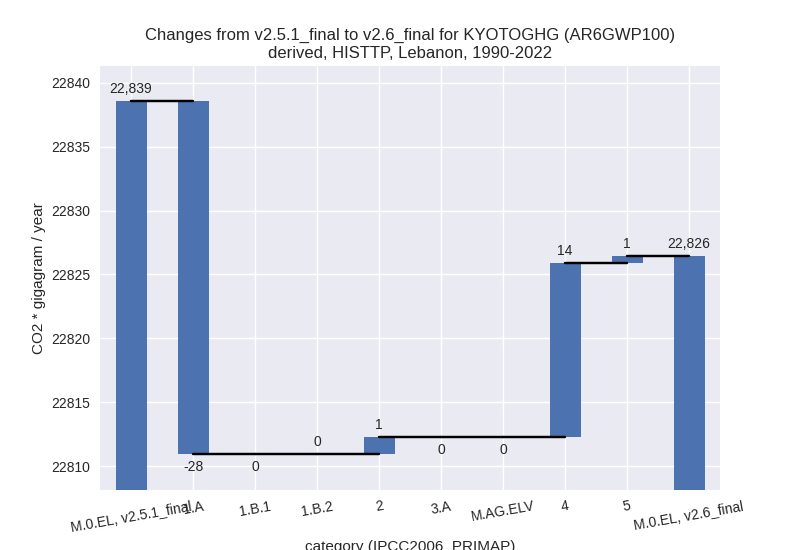 Changes from v2.5.1_final to v2.6_final for KYOTOGHG (AR6GWP100)
derived, HISTTP, Lebanon, 1990-2022
CO2 * gigagram / year
22840
22835
22830
22825
22820
22815
22810
22,839
-28
0
0
1
0
0
14
1
22,826
M.0.EL, v2.5.1_final
1.A
1.B.1
1.B.2
2
3.A
M.AG.ELV
4
5
M.0.EL, v2.6_final
category (IPCC2006_PRIMAP)